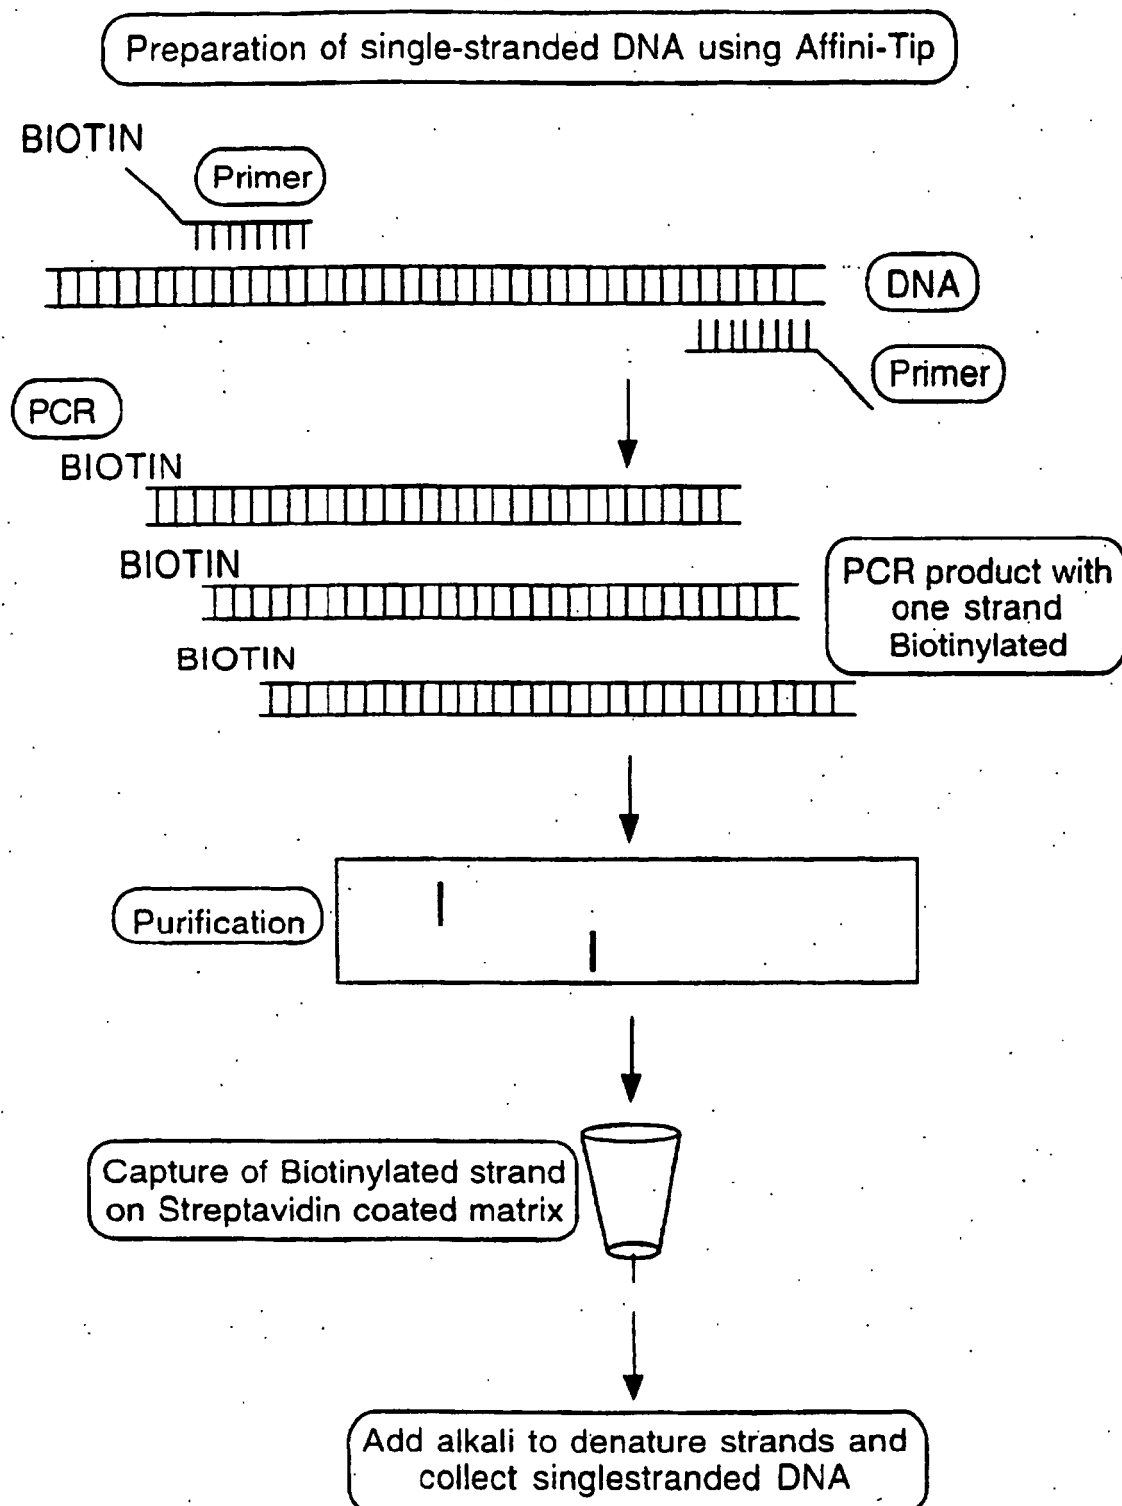 Preparation of single-stranded DNA using Affini-Tip
BIOTIN
Primer
DNA
Primer
PCR
BIOTIN
BIOTIN
BIOTIN
PCR product with
one strand
Biotinylated
Purification
Capture of Biotinylated strand
on Streptavidin coated matrix
Add alkali to denature strands and
collect singlestranded DNA